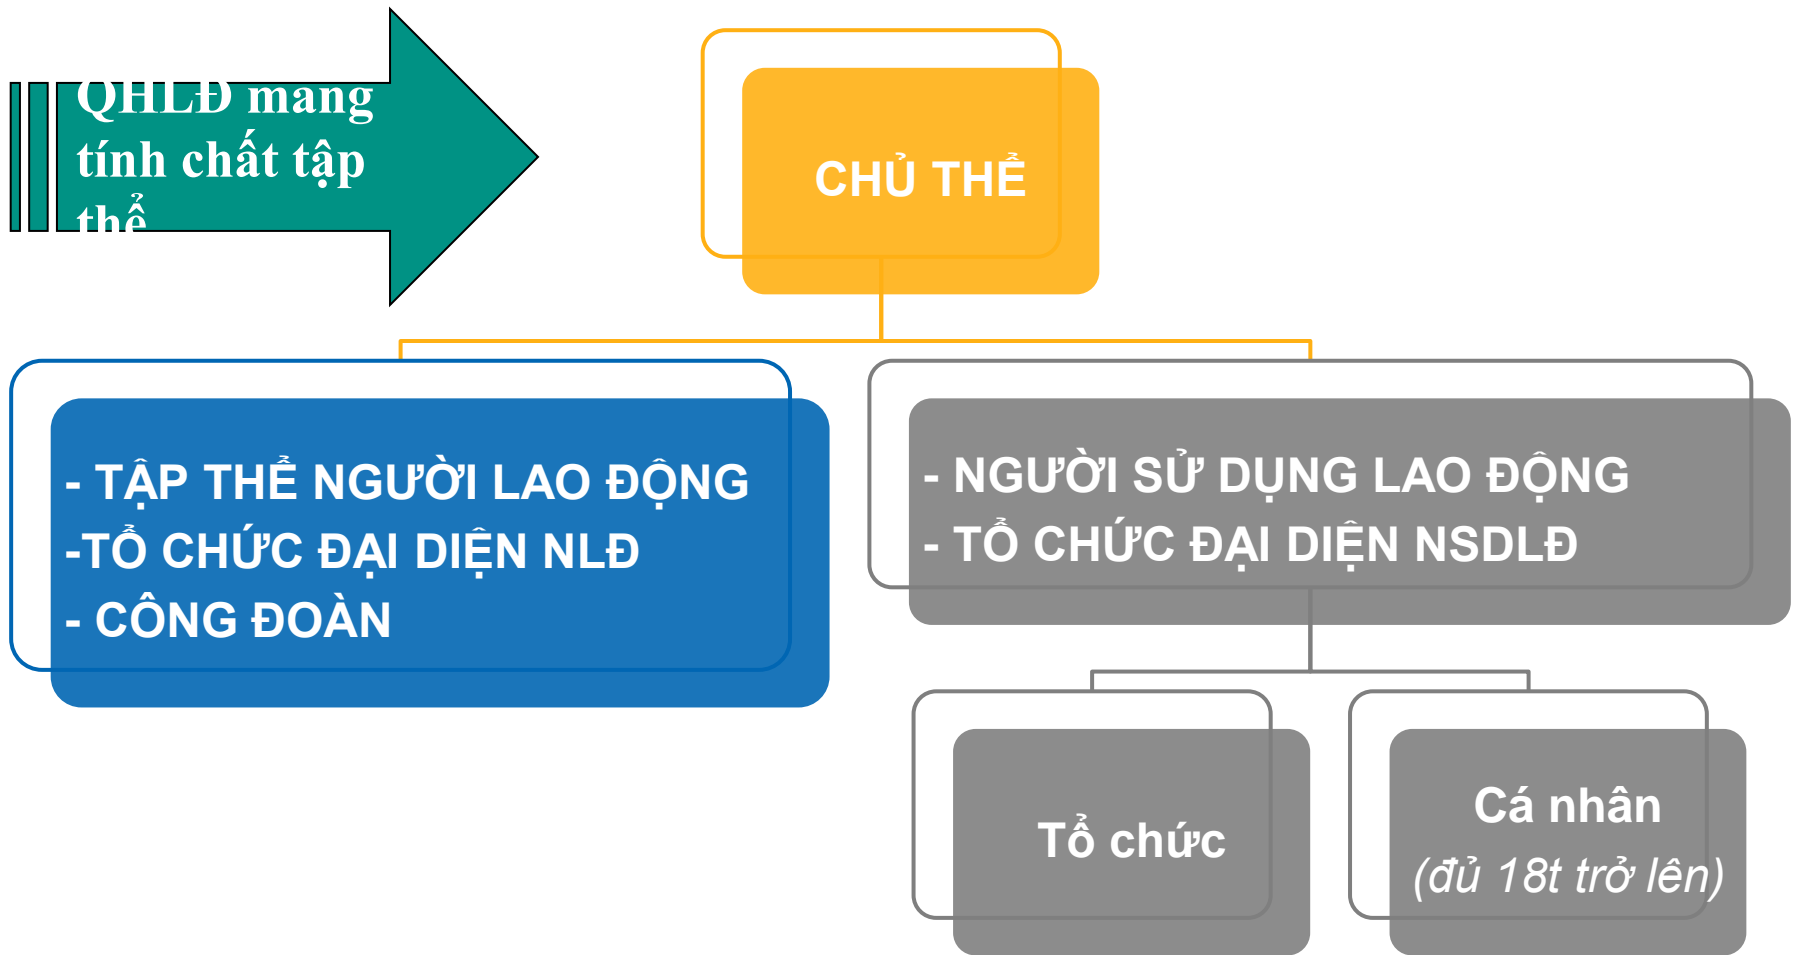 QHLĐ mang
tính chất tập
thể
CHỦ THỂ
- TẬP THỂ NGƯỜI LAO ĐỘNG
-TỔ CHỨC ĐẠI DIỆN NLĐ
- CÔNG ĐOÀN
- NGƯỜI SỬ DỤNG LAO ĐỘNG
- TỔ CHỨC ĐẠI DIỆN NSDLĐ
Tổ chức
Cá nhân
(đủ 18t trở lên)